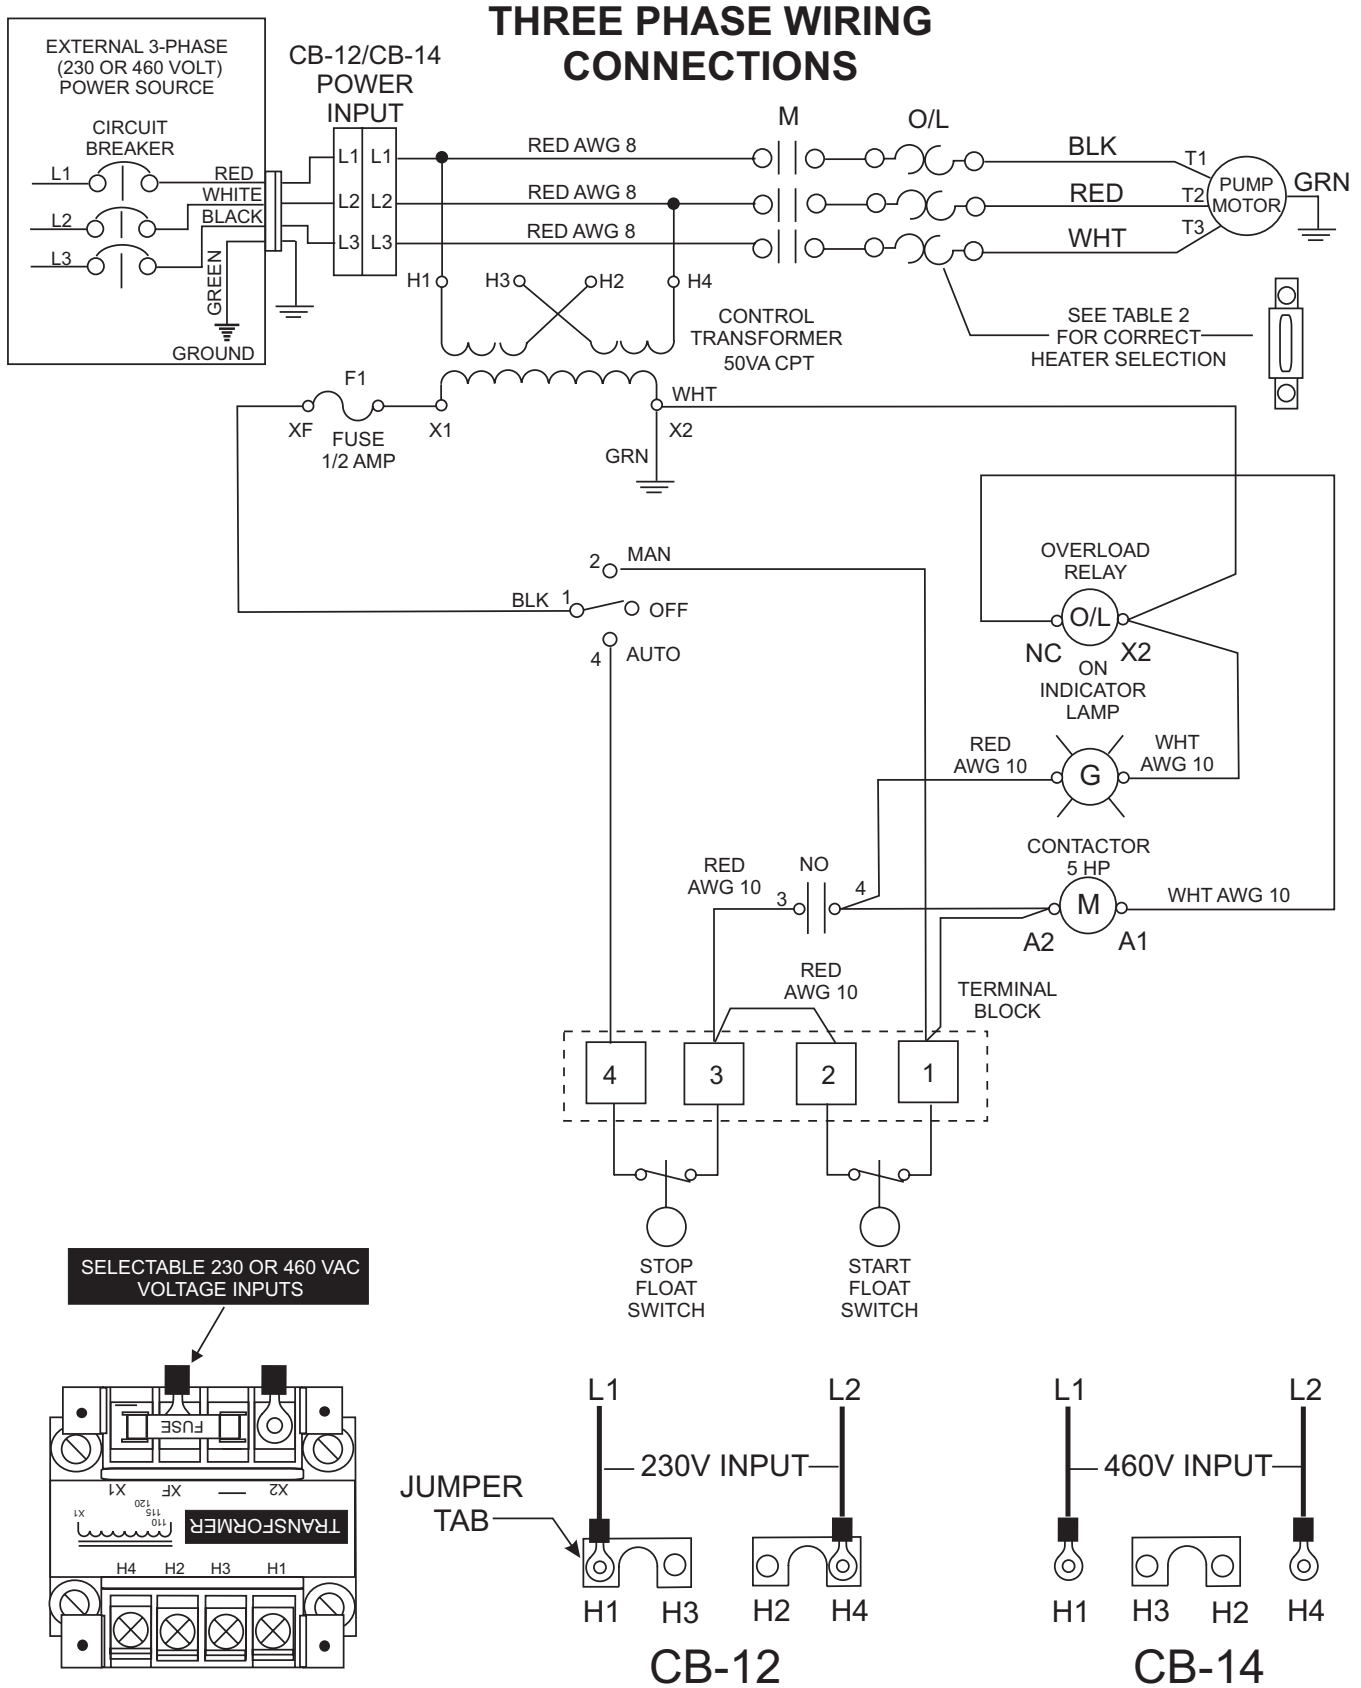 THREE PHASE WIRING
CONNECTIONS
EXTERNAL 3-PHASE
(230 OR 460 VOLT)
POWER SOURCE
CB-12/CB-14
POWER
INPUT
CIRCUIT
BREAKER
L1
L2
L3
RED
WHITE
BLACK
GREEN
GROUND
L1 L1
L2 L2
L3 L3
RED AWG 8
RED AWG 8
RED AWG 8
M
O/L
BLK
RED
WHT
T1
T2
T3
PUMP
MOTOR
GRN
H1
H3
H2
H4
CONTROL
TRANSFORMER
50VA CPT
SEE TABLE 2
FOR CORRECT
HEATER SELECTION
F1
XF
FUSE
1/2 AMP
X1
WHT
X2
GRN
2
MAN
BLK
1
OFF
4
AUTO
OVERLOAD
RELAY
O/L
NC
X2
ON
INDICATOR
LAMP
RED
AWG 10
G
WHT
AWG 10
CONTACTOR
5 HP
RED
AWG 10
NO
3
4
M
WHT AWG 10
A2
A1
RED
AWG 10
TERMINAL
BLOCK
4
3
2
1
STOP
FLOAT
SWITCH
START
FLOAT
SWITCH
SELECTABLE 230 OR 460 VAC
VOLTAGE INPUTS
FUSE
X1
XF
X2
X1
120
115
110
TRANSFORMER
H4
H2
H3
H1
L1
L2
230V INPUT
JUMPER
TAB
H1
H3
H2
H4
CB-12
L1
L2
460V INPUT
H1
H3
H2
H4
CB-14